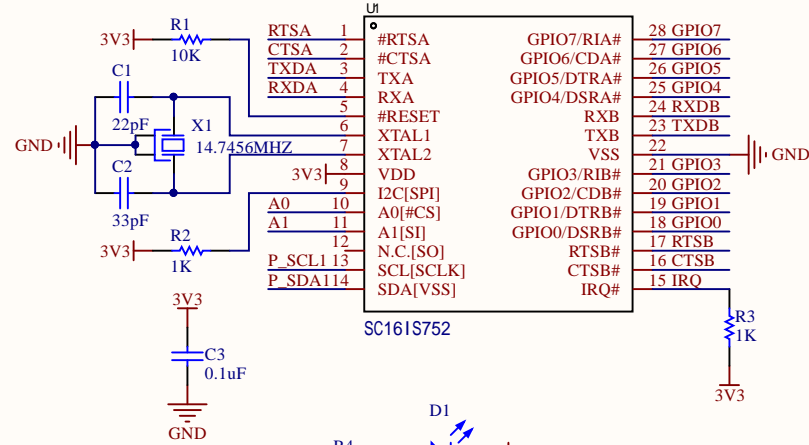 U1
R1
3V3
10K
C1
22pF
GND
X1
14.7456MHZ
C2
33pF
3V3
3V3
R2
1K
RTSA 1 #RTSA
CTSA 2 #CTSA
TXDA 3 TXA
RXDA 4 RXA
5 #RESET
6 XTAL1
7 XTAL2
8 VDD
9 I2C[SPI]
A0 10 A0[#CS]
A1 11 A1[SI]
12 N.C.[SO]
P_SCL1 13 SCL[SCLK]
P_SDA1 14 SDA[VSS]
GPIO7/RIA# 28 GPIO7
GPIO6/CDA# 27 GPIO6
GPIO5/DTRA# 26 GPIO5
GPIO4/DSRA# 25 GPIO4
RXB 24 RXDB
TXB 23 TXDB
VSS 22
GND
GPIO3/RIB# 21 GPIO3
GPIO2/CDB# 20 GPIO2
GPIO1/DTRB# 19 GPIO1
GPIO0/DSRB# 18 GPIO0
RTSB# 17 RTSB
CTSB# 16 CTSB
IRQ# 15 IRQ
SC16IS752
R3
1K
3V3
3V3
C3
0.1uF
GND
D1